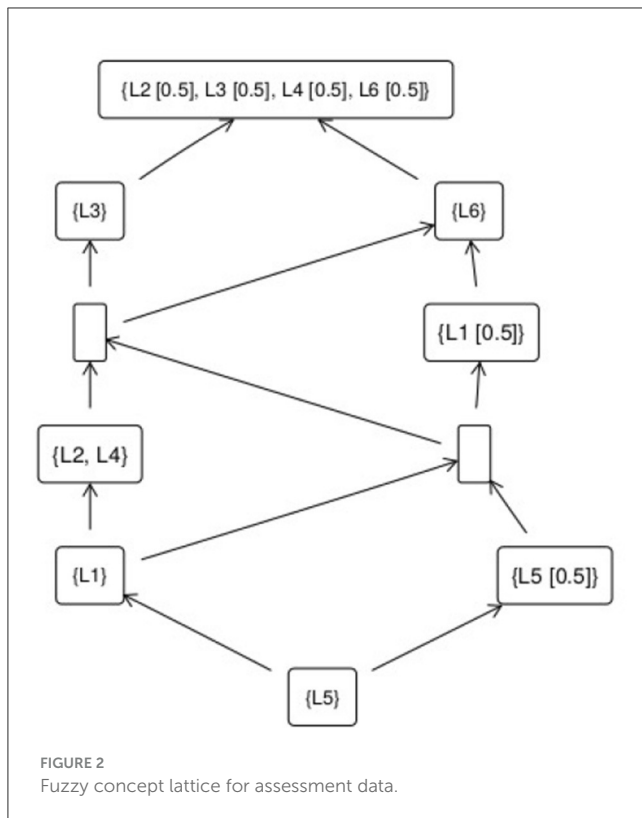 {L2 [0.5], L3 [0.5], L4 [0.5], L6 [0.5]}
{L3}
{L6}
{L1 [0.5]}
{L2, L4}
{L1}
{L5 [0.5]}
{L5}
FIGURE 2
Fuzzy concept lattice for assessment data.